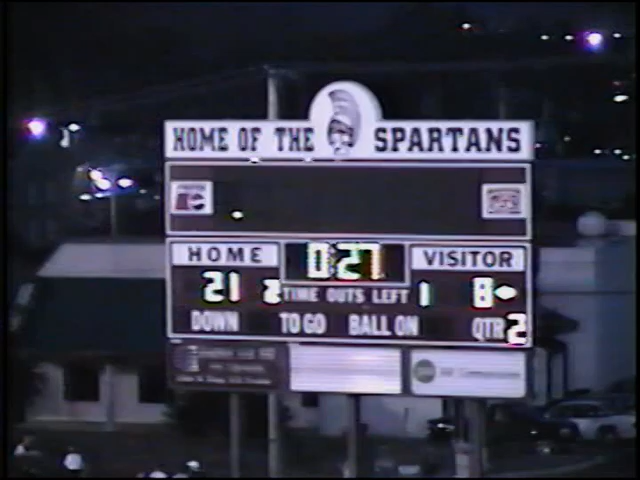 HOME OF THE SPARTANS
HOME 0:27 VISITOR
21 2 TIME OUTS LEFT 1 8
DOWN TO GO BALL ON QTR 2